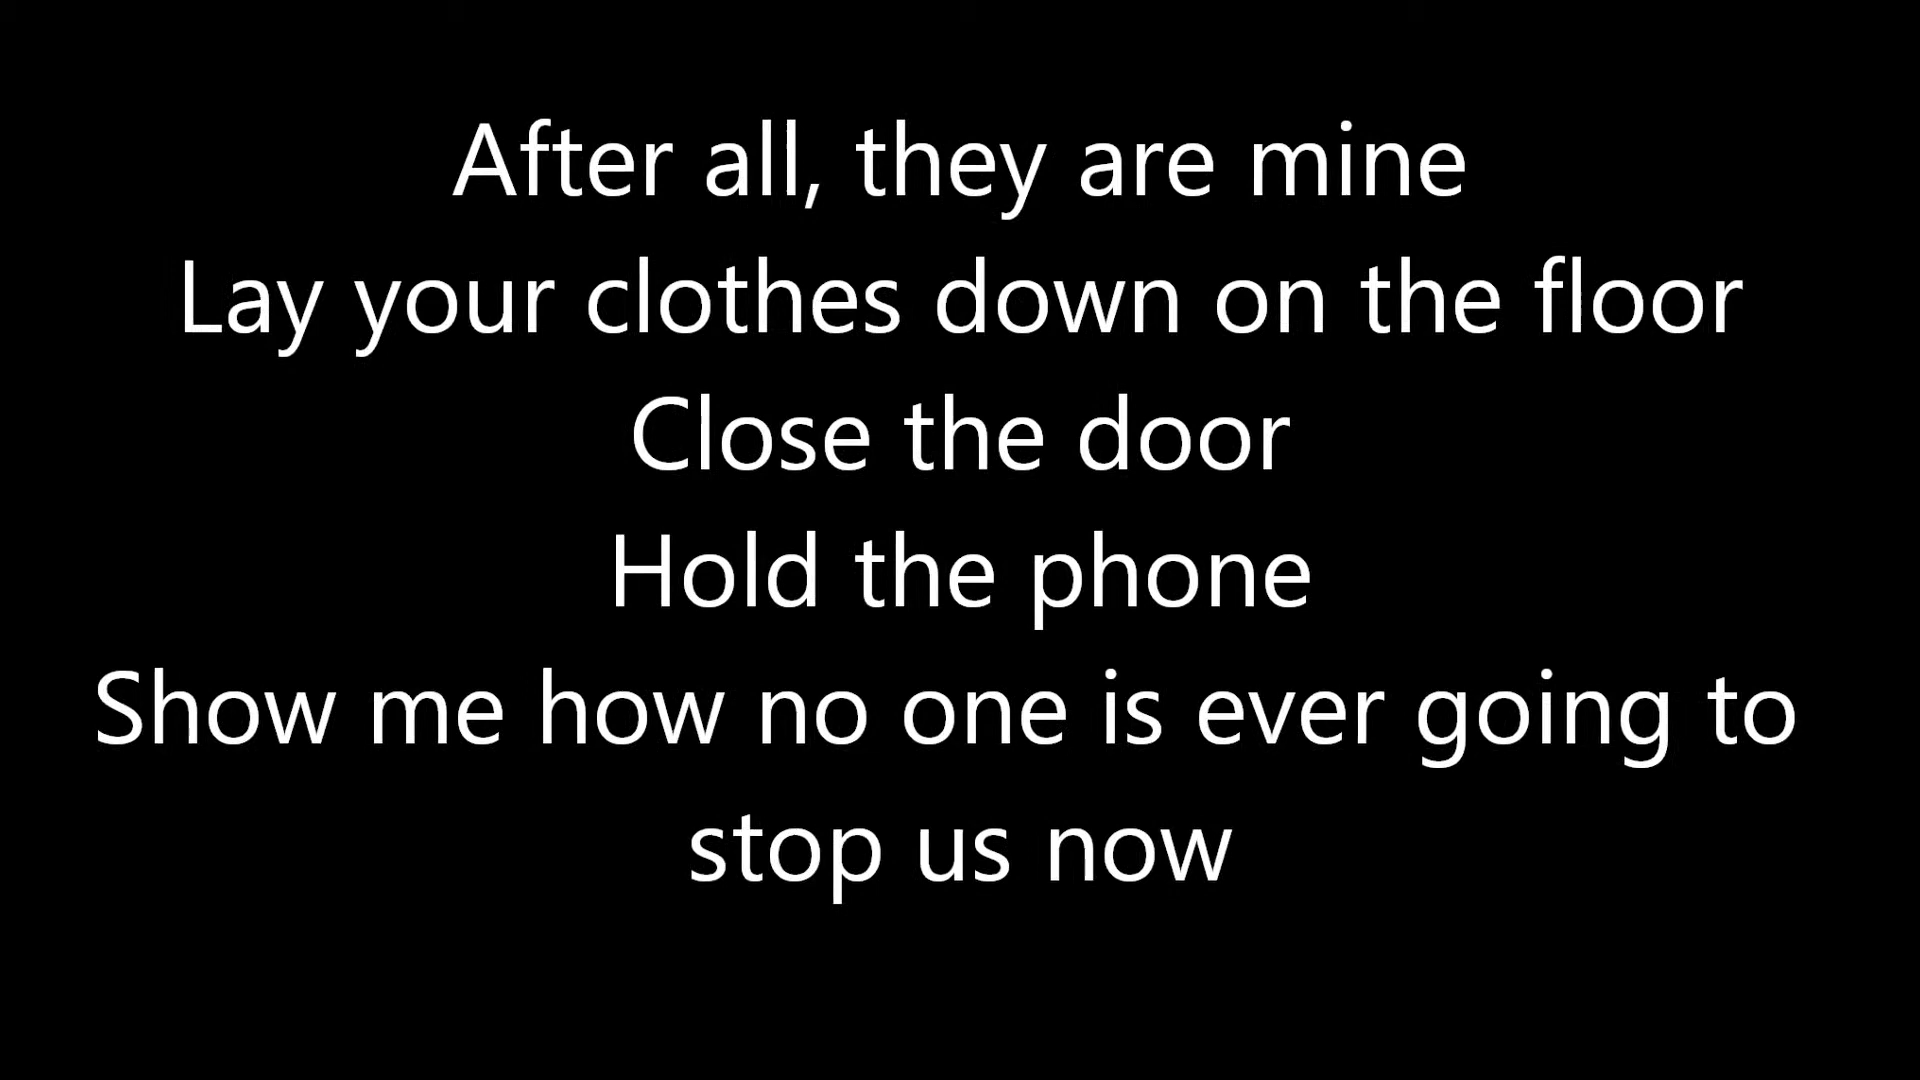 After all, they are mine
Lay your clothes down on the floor
Close the door
Hold the phone
Show me how no one is ever going to
stop us now